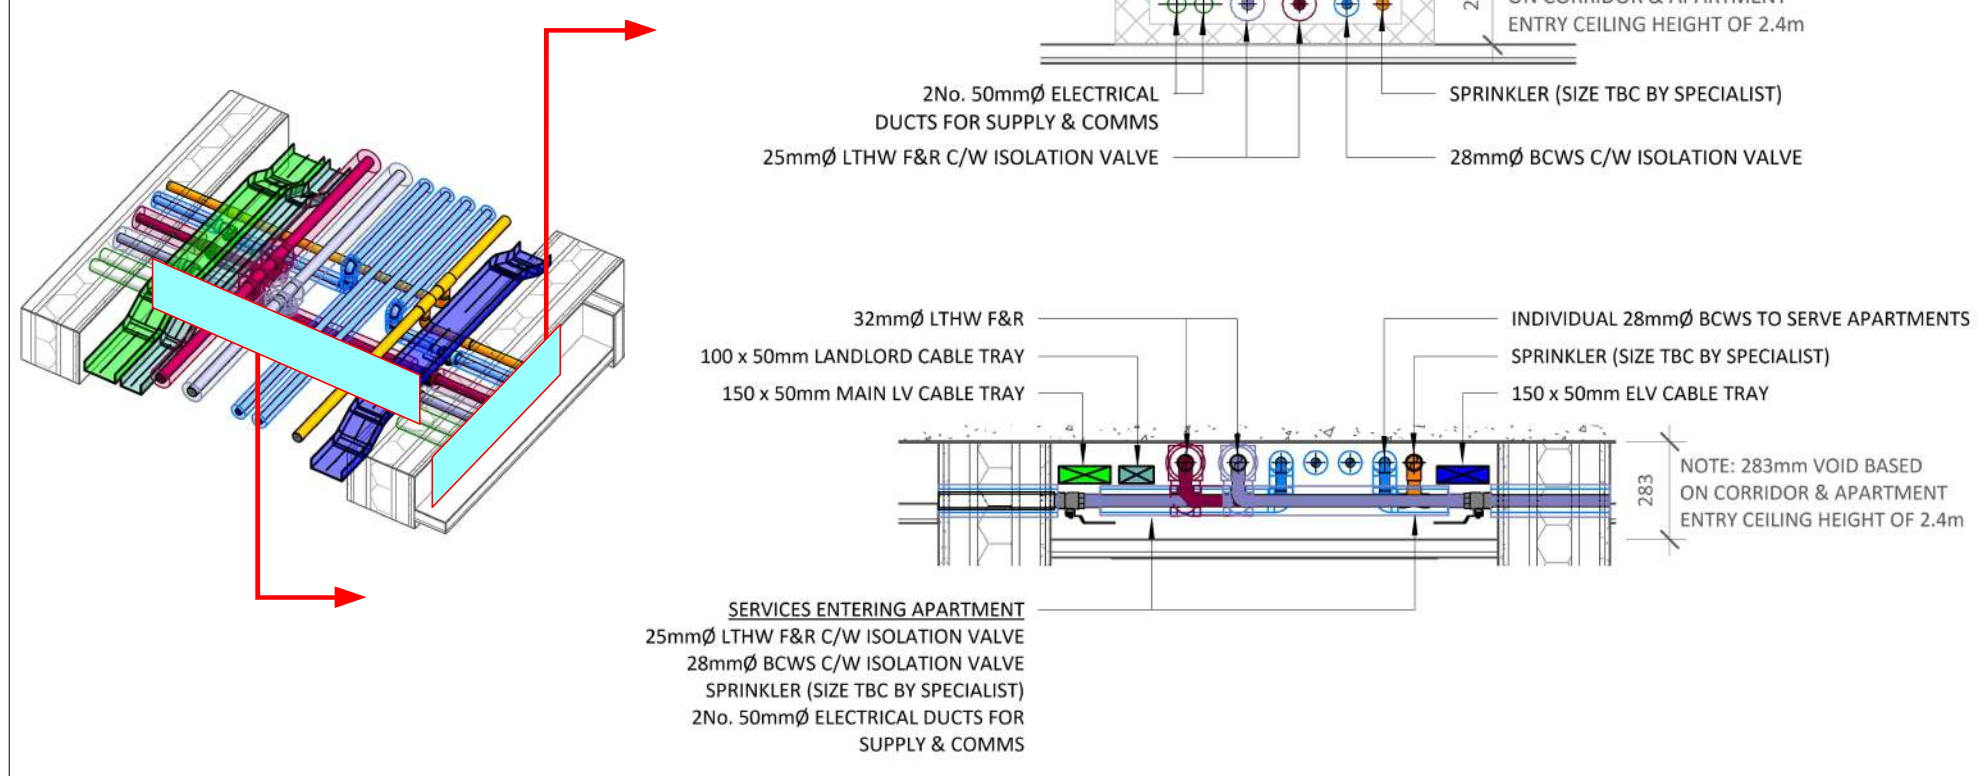 ON CORRIDOR & APARTMENT
ENTRY CEILING HEIGHT OF 2.4m
2No. 50mmØ ELECTRICAL
DUCTS FOR SUPPLY & COMMS
25mmØ LTHW F&R C/W ISOLATION VALVE
SPRINKLER (SIZE TBC BY SPECIALIST)
28mmØ BCWS C/W ISOLATION VALVE
32mmØ LTHW F&R
100 x 50mm LANDLORD CABLE TRAY
150 x 50mm MAIN LV CABLE TRAY
INDIVIDUAL 28mmØ BCWS TO SERVE APARTMENTS
SPRINKLER (SIZE TBC BY SPECIALIST)
150 x 50mm ELV CABLE TRAY
283
NOTE: 283mm VOID BASED
ON CORRIDOR & APARTMENT
ENTRY CEILING HEIGHT OF 2.4m
SERVICES ENTERING APARTMENT
25mmØ LTHW F&R C/W ISOLATION VALVE
28mmØ BCWS C/W ISOLATION VALVE
SPRINKLER (SIZE TBC BY SPECIALIST)
2No. 50mmØ ELECTRICAL DUCTS FOR
SUPPLY & COMMS